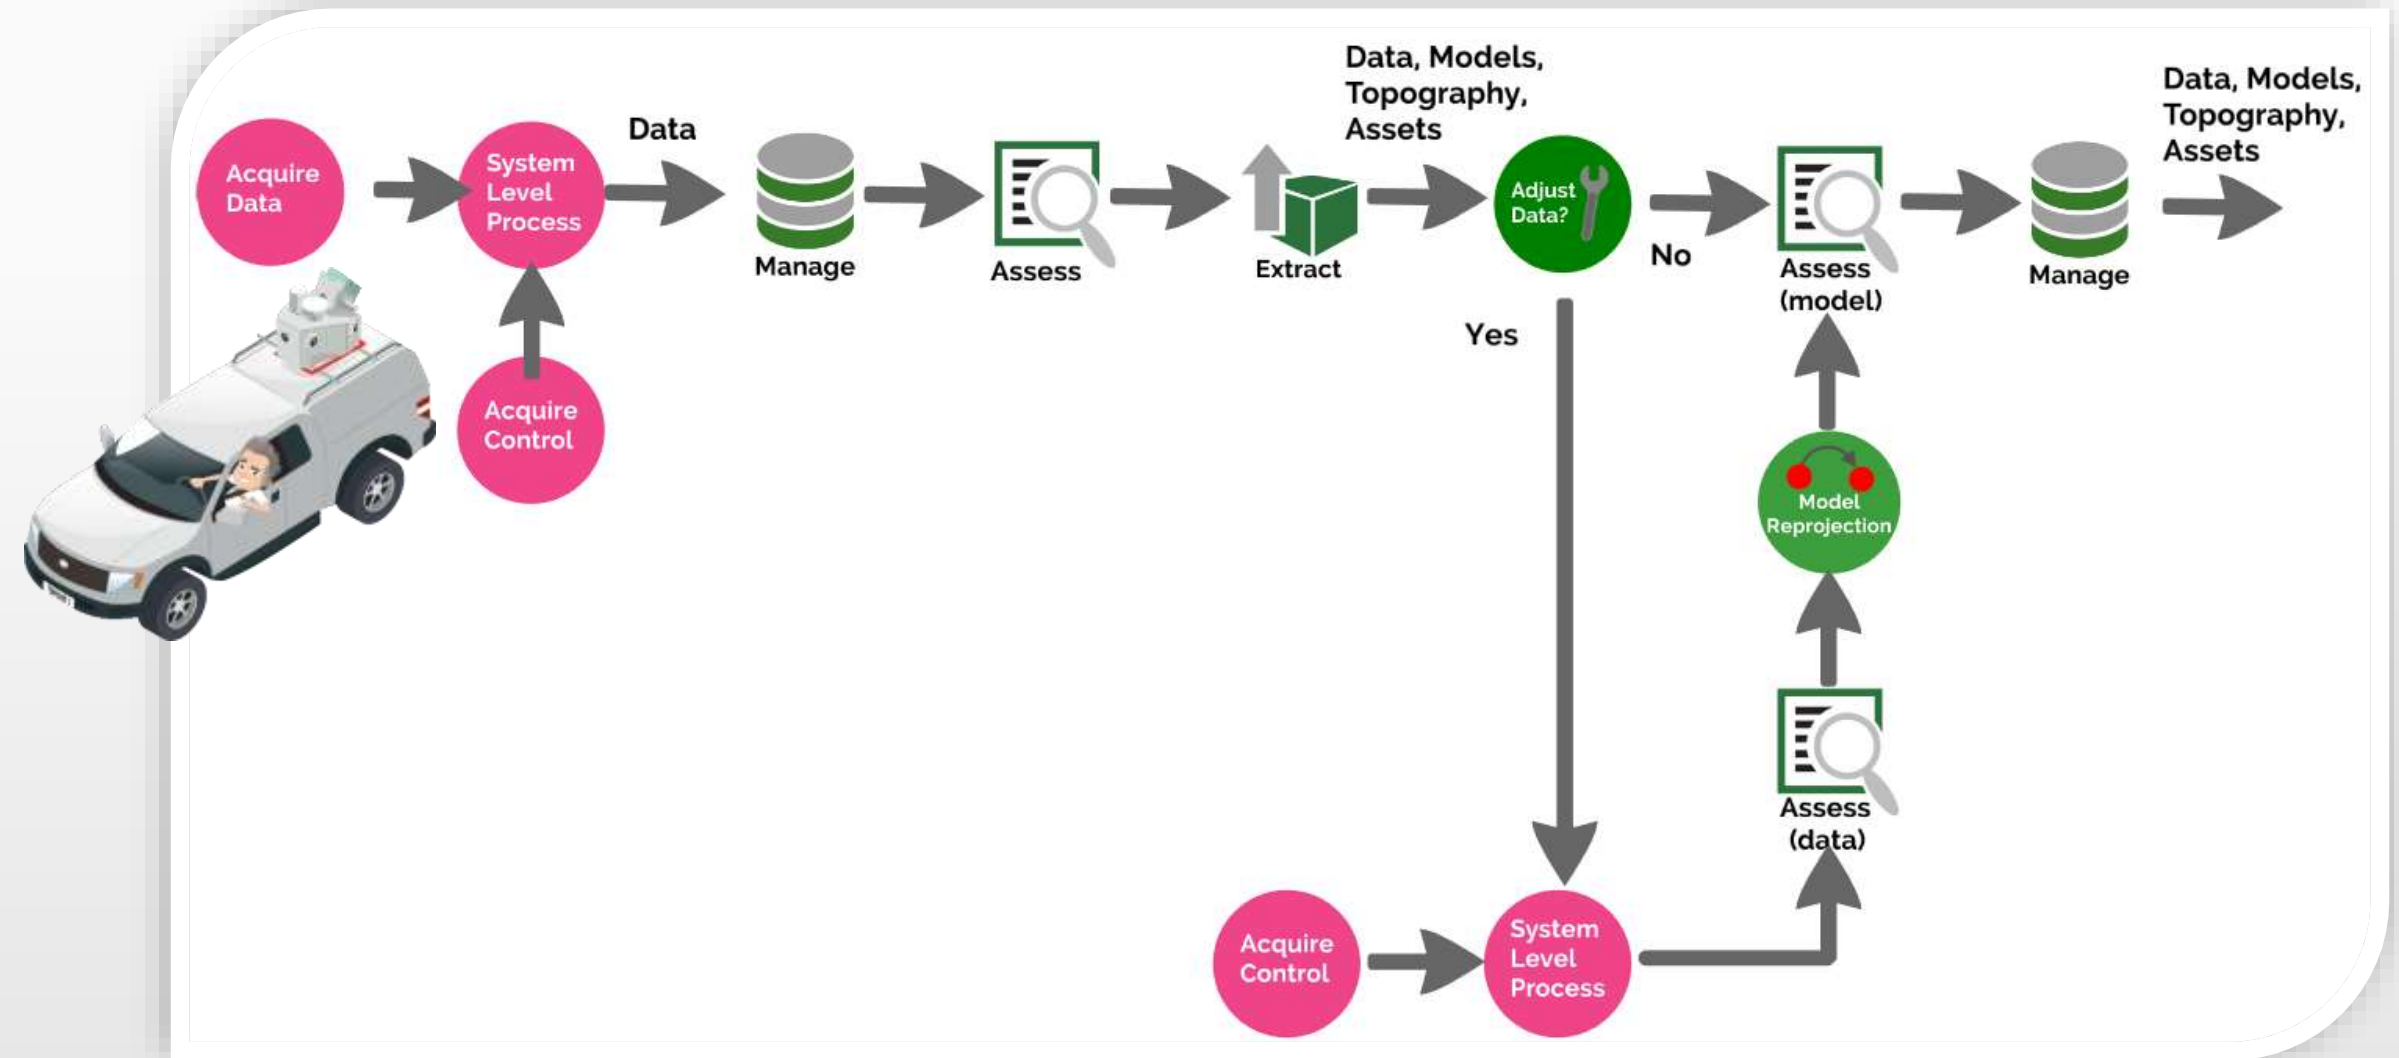 Acquire
Data
System
Level
Process
Data
Manage
Assess
Extract
Data, Models,
Topography,
Assets
Adjust
Data?
No
Yes
Assess
(model)
Manage
Data, Models,
Topography,
Assets
Acquire
Control
Model
Reprojection
Assess
(data)
Acquire
Control
System
Level
Process